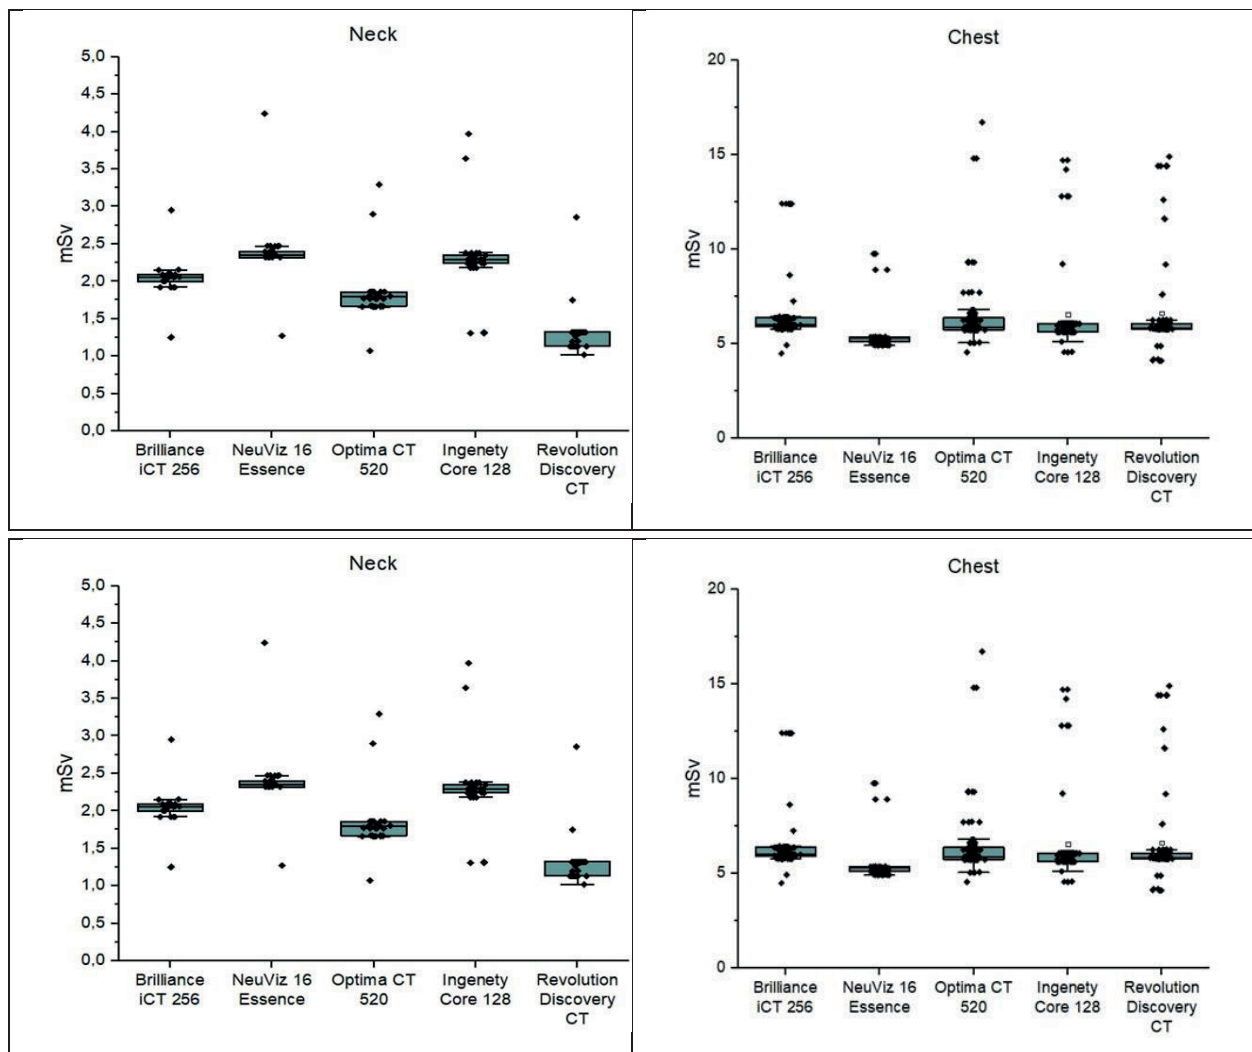 Neck
5,0
4,5
4,0
3,5
3,0
2,5
2,0
1,5
1,0
0,5
0,0
mSv
Brilliance iCT 256
NeuViz 16 Essence
Optima CT 520
Ingenety Core 128
Revolution Discovery CT
Chest
20
15
10
5
0
mSv
Brilliance iCT 256
NeuViz 16 Essence
Optima CT 520
Ingenety Core 128
Revolution Discovery CT
Neck
5,0
4,5
4,0
3,5
3,0
2,5
2,0
1,5
1,0
0,5
0,0
mSv
Brilliance iCT 256
NeuViz 16 Essence
Optima CT 520
Ingenety Core 128
Revolution Discovery CT
Chest
20
15
10
5
0
mSv
Brilliance iCT 256
NeuViz 16 Essence
Optima CT 520
Ingenety Core 128
Revolution Discovery CT